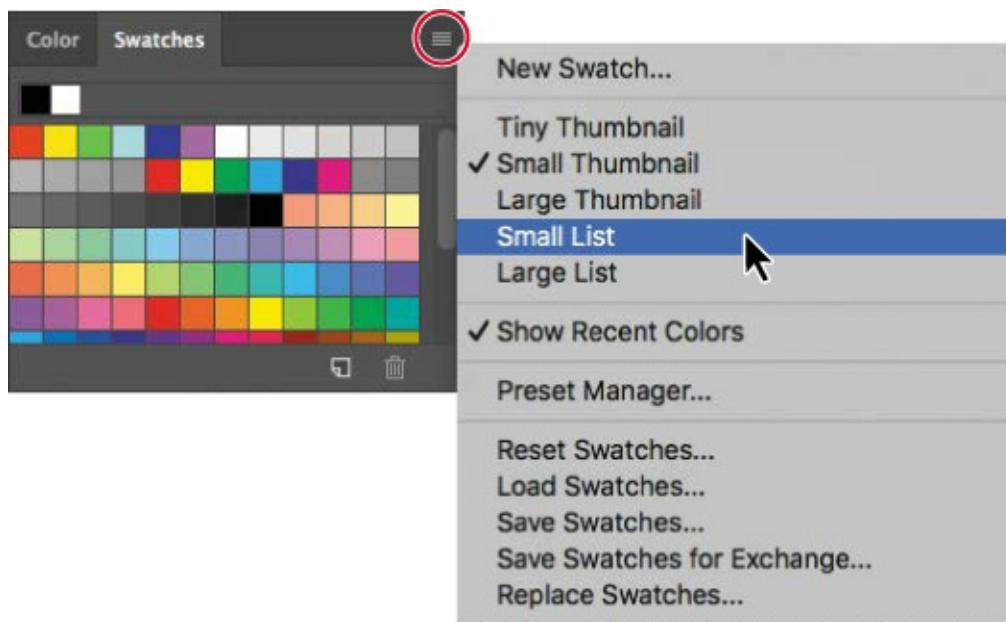 Color Swatches
New Swatch...
Tiny Thumbnail
Small Thumbnail
Large Thumbnail
Small List
Large List
Show Recent Colors
Preset Manager...
Reset Swatches...
Load Swatches...
Save Swatches...
Save Swatches for Exchange...
Replace Swatches...